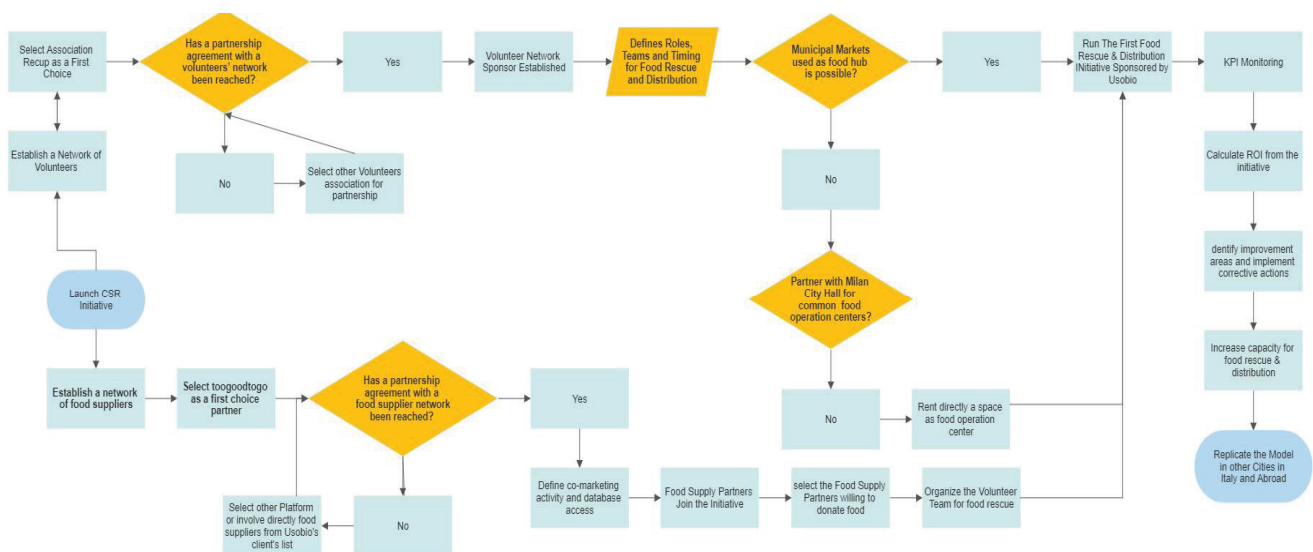 Select Association
Recup as a First
Choice
Has a partnership
agreement with a
volunteers' network
been reached?
Yes
Volunteer Network
Sponsor Established
Defines Roles,
Teams and Timing
for Food Rescue
and Distribution
Municipal Markets
used as food hub
is possible?
Yes
Run The First Food
Rescue & Distribution
INitiative Sponsored by
Usobio
KPI Monitoring
Establish a Network of
Volunteers
No
Select other Volunteers
association for
partnership
No
Calculate ROI from the
initiative
Launch CSR
Initiative
Partner with Milan
City Hall for
common food
operation centers?
dentify improvement
areas and implement
corrective actions
Establish a network
of food suppliers
Select toogoodtogo
as a first choice
partner
Has a partnership
agreement with a
food supplier network
been reached?
Yes
No
Rent directly a space
as food operation
center
Increase capacity for
food rescue &
distribution
Select other Platform
or involve directly food
suppliers from Usobio's
client's list
No
Define co-marketing
activity and database
access
Food Supply Partners
Join the Initiative
select the Food Supply
Partners willing to
donate food
Organize the Volunteer
Team for food rescue
Replicate the Model
in other Cities in
Italy and Abroad